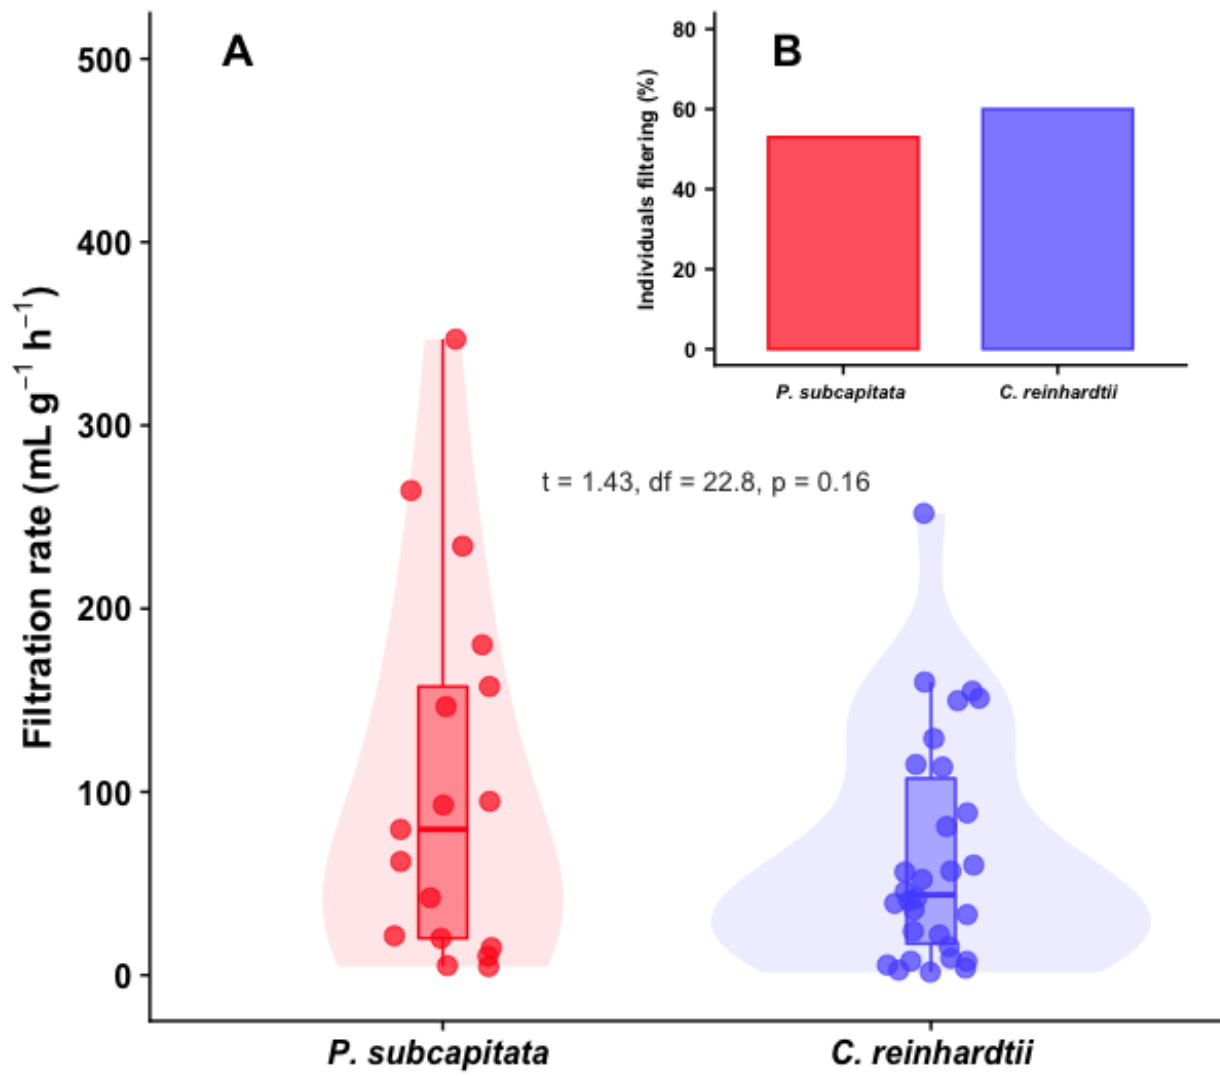 A
B
500
400
300
200
100
0
Filtration rate (mL g⁻¹ h⁻¹)
P. subcapitata
C. reinhardtii
t = 1.43, df = 22.8, p = 0.16
80
60
40
20
0
Individuals filtering (%)
P. subcapitata
C. reinhardtii